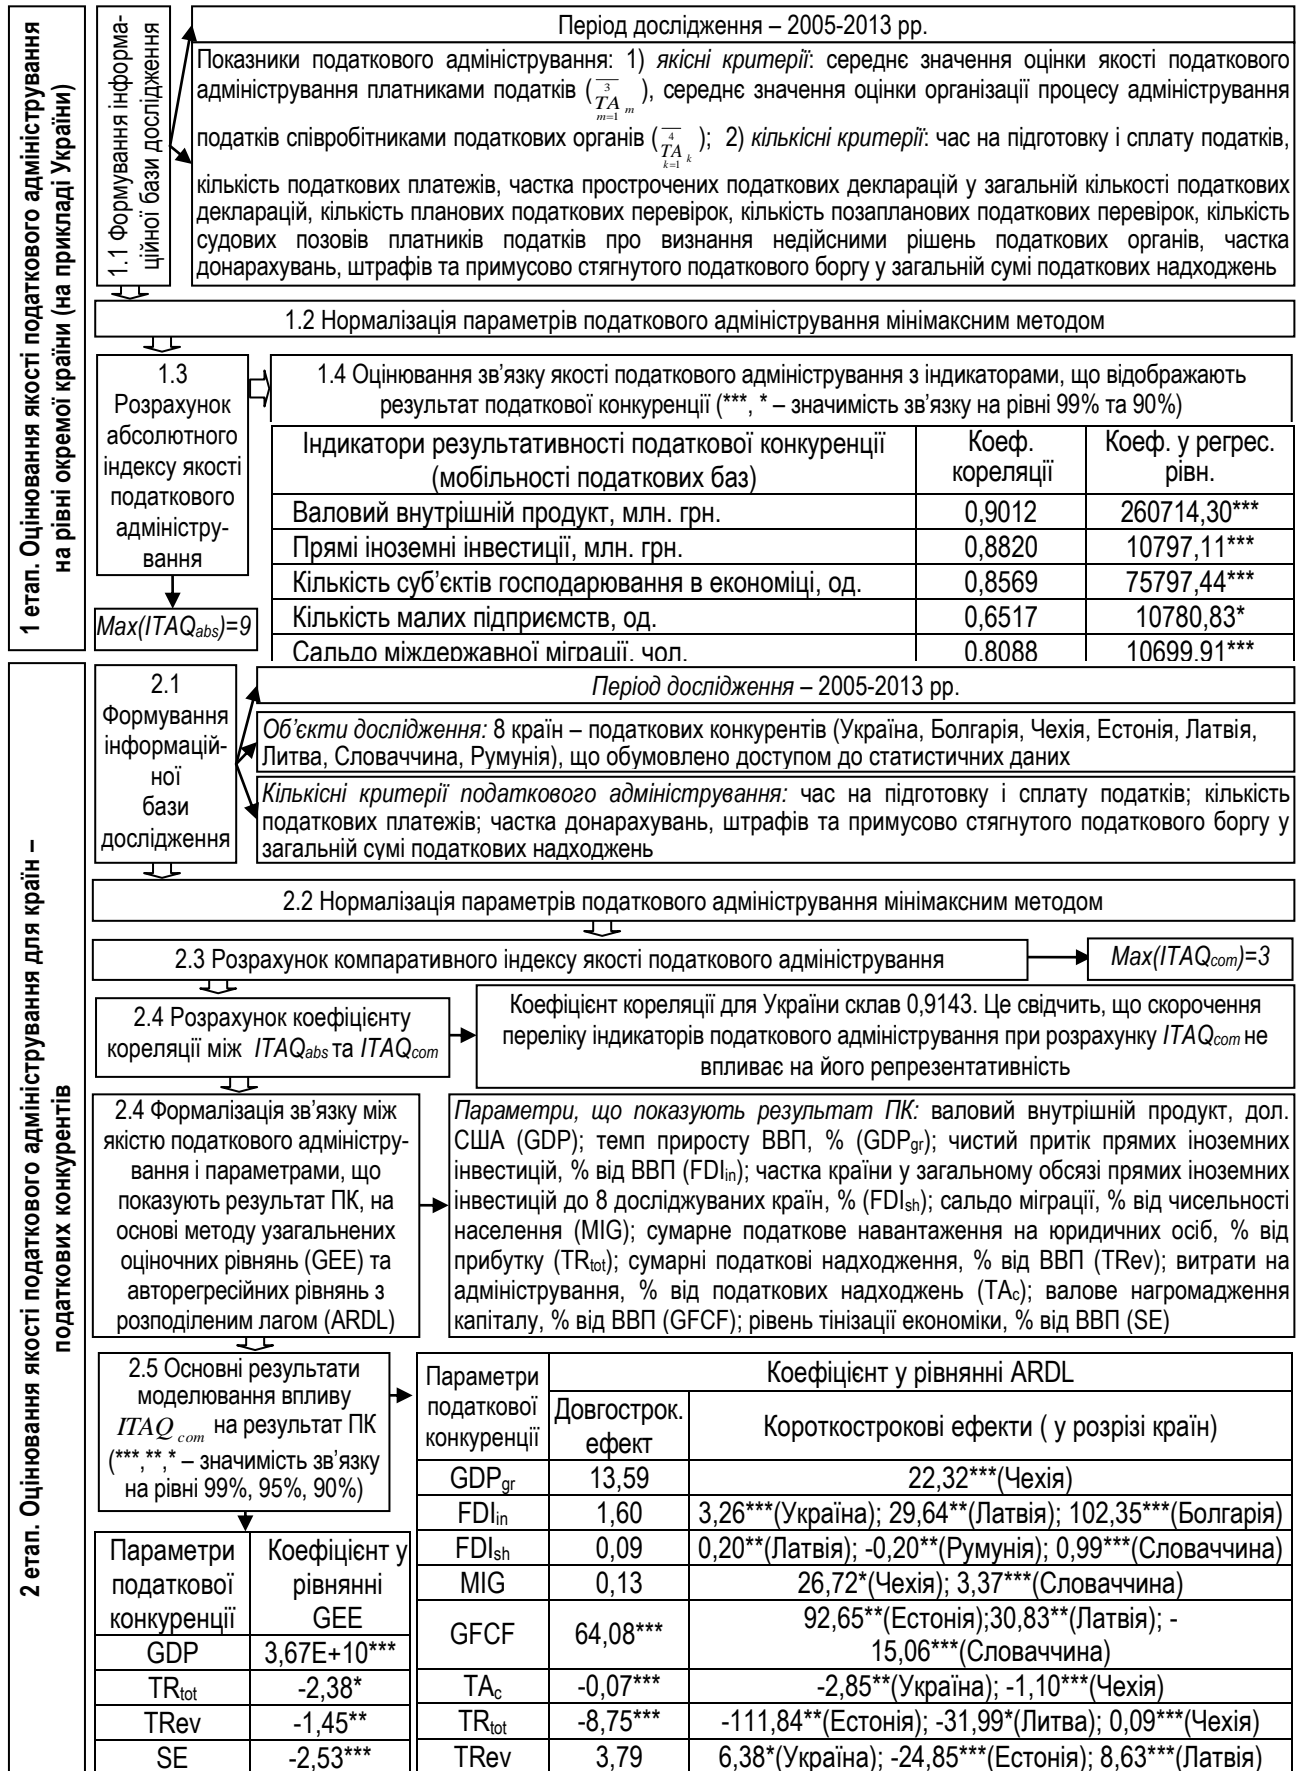 1 етап. Оцінювання якості податкового адміністрування
на рівні окремої країни (на прикладі України)
1.1 Формування інформа-
ційної бази дослідження
Період дослідження – 2005-2013 рр.
Показники податкового адміністрування: 1) якісні критерії: середнє значення оцінки якості податкового
адміністрування платниками податків ( \overline{TA}_m^3 m=1 ), середнє значення оцінки організації процесу адміністрування
податків співробітниками податкових органів ( \overline{TA}_k^4 k=1 ); 2) кількісні критерії: час на підготовку і сплату податків,
кількість податкових платежів, частка прострочених податкових декларацій у загальній кількості податкових
декларацій, кількість планових податкових перевірок, кількість позапланових податкових перевірок, кількість
судових позовів платників податків про визнання недійсними рішень податкових органів, частка
донарахувань, штрафів та примусово стягнутого податкового боргу у загальній сумі податкових надходжень
1.2 Нормалізація параметрів податкового адміністрування мінімаксним методом
1.3
Розрахунок
абсолютного
індексу якості
податкового
адміністру-
вання
Max(ITAQabs)=9
1.4 Оцінювання зв'язку якості податкового адміністрування з індикаторами, що відображають
результат податкової конкуренції (***, * – значимість зв'язку на рівні 99% та 90%)
Індикатори результативності податкової конкуренції
(мобільності податкових баз)
Коеф.
кореляції
Коеф. у регрес.
рівн.
Валовий внутрішній продукт, млн. грн. 0,9012 260714,30***
Прямі іноземні інвестиції, млн. грн. 0,8820 10797,11***
Кількість суб'єктів господарювання в економіці, од. 0,8569 75797,44***
Кількість малих підприємств, од. 0,6517 10780,83*
Сальдо міждержавної міграції, чол. 0,8088 10699,91***
2 етап. Оцінювання якості податкового адміністрування для країн –
податкових конкурентів
2.1
Формування
інформацій-
ної
бази
дослідження
Період дослідження – 2005-2013 рр.
Об'єкти дослідження: 8 країн – податкових конкурентів (Україна, Болгарія, Чехія, Естонія, Латвія,
Литва, Словаччина, Румунія), що обумовлено доступом до статистичних даних
Кількісні критерії податкового адміністрування: час на підготовку і сплату податків; кількість
податкових платежів; частка донарахувань, штрафів та примусово стягнутого податкового боргу у
загальній сумі податкових надходжень
2.2 Нормалізація параметрів податкового адміністрування мінімаксним методом
2.3 Розрахунок компаративного індексу якості податкового адміністрування
Max(ITAQcom)=3
2.4 Розрахунок коефіцієнту
кореляції між ITAQabs та ITAQcom
Коефіцієнт кореляції для України склав 0,9143. Це свідчить, що скорочення
переліку індикаторів податкового адміністрування при розрахунку ITAQcom не
впливає на його репрезентативність
2.4 Формалізація зв'язку між
якістю податкового адміністру-
вання і параметрами, що
показують результат ПК, на
основі методу узагальнених
оціночних рівнянь (GEE) та
авторегресійних рівнянь з
розподіленим лагом (ARDL)
Параметри, що показують результат ПК: валовий внутрішній продукт, дол.
США (GDP); темп приросту ВВП, % (GDPgr); чистий притік прямих іноземних
інвестицій, % від ВВП (FDIin); частка країни у загальному обсязі прямих іноземних
інвестицій до 8 досліджуваних країн, % (FDIsh); сальдо міграції, % від чисельності
населення (MIG); сумарне податкове навантаження на юридичних осіб, % від
прибутку (TRtot); сумарні податкові надходження, % від ВВП (TRev); витрати на
адміністрування, % від податкових надходжень (TAc); валове нагромадження
капіталу, % від ВВП (GFCF); рівень тінізації економіки, % від ВВП (SE)
2.5 Основні результати
моделювання впливу
ITAQ com на результат ПК
(***,**,* – значимість зв'язку
на рівні 99%, 95%, 90%)
Параметри
податкової
конкуренції
Коефіцієнт у
рівнянні
GEE
GDP 3,67E+10***
TRtot -2,38*
TRev -1,45**
SE -2,53***
Параметри
податкової
конкуренції
Коефіцієнт у рівнянні ARDL
Довгострок.
ефект
Короткострокові ефекти ( у розрізі країн)
GDPgr 13,59 22,32***(Чехія)
FDIin 1,60 3,26***(Україна); 29,64**(Латвія); 102,35***(Болгарія)
FDIsh 0,09 0,20**(Латвія); -0,20**(Румунія); 0,99***(Словаччина)
MIG 0,13 26,72*(Чехія); 3,37***(Словаччина)
GFCF 64,08*** 92,65**(Естонія);30,83**(Латвія); -
15,06***(Словаччина)
TAc -0,07*** -2,85**(Україна); -1,10***(Чехія)
TRtot -8,75*** -111,84**(Естонія); -31,99*(Литва); 0,09***(Чехія)
TRev 3,79 6,38*(Україна); -24,85***(Естонія); 8,63***(Латвія)